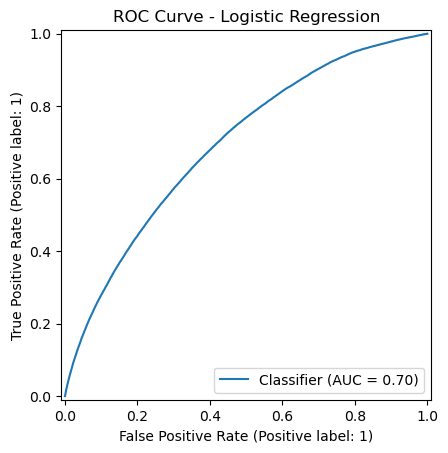 ROC Curve - Logistic Regression
1.0
0.8
0.6
0.4
0.2
0.0
True Positive Rate (Positive label: 1)
Classifier (AUC = 0.70)
0.0 0.2 0.4 0.6 0.8 1.0
False Positive Rate (Positive label: 1)